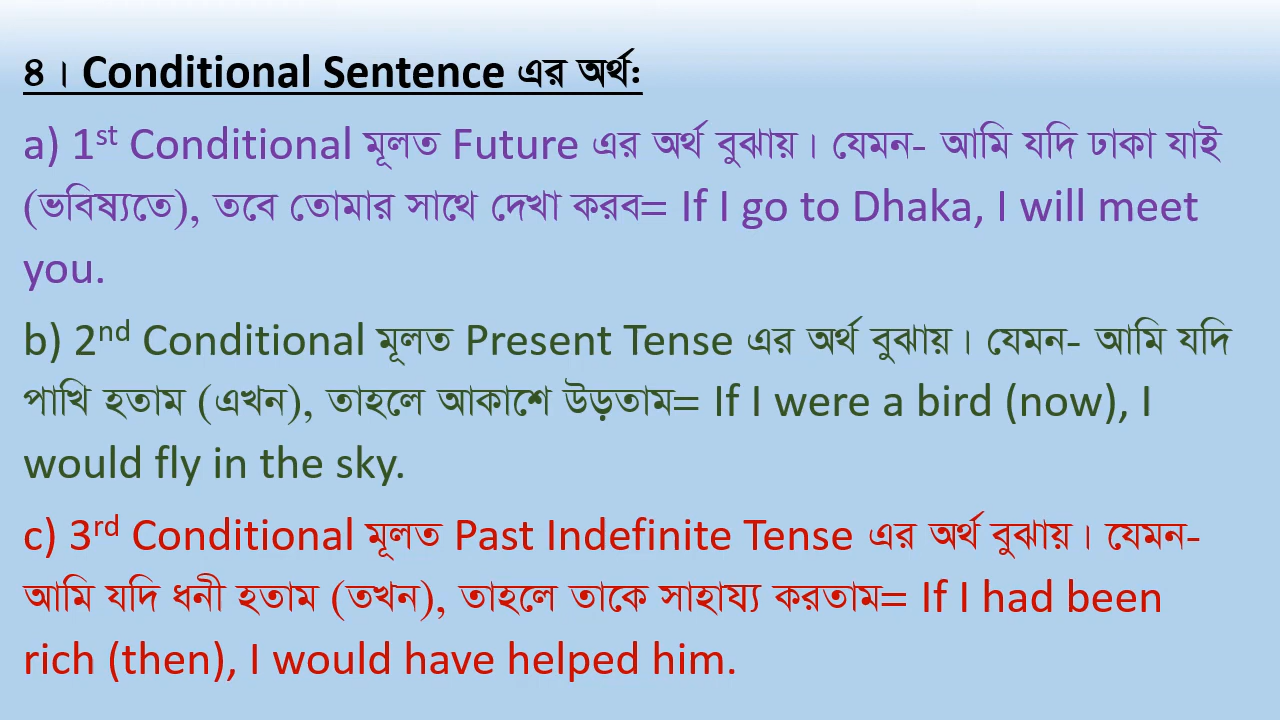 ৪। Conditional Sentence এর অর্থ:
a) 1st Conditional মূলত Future এর অর্থ বুঝায়। যেমন- আমি যদি ঢাকা যাই
(ভবিষ্যতে), তবে তোমার সাথে দেখা করব= If I go to Dhaka, I will meet
you.
b) 2nd Conditional মূলত Present Tense এর অর্থ বুঝায়। যেমন- আমি যদি
পাখি হতাম (এখন), তাহলে আকাশে উড়তাম= If I were a bird (now), I
would fly in the sky.
c) 3rd Conditional মূলত Past Indefinite Tense এর অর্থ বুঝায়। যেমন-
আমি যদি ধনী হতাম (তখন), তাহলে তাকে সাহায্য করতাম= If I had been
rich (then), I would have helped him.